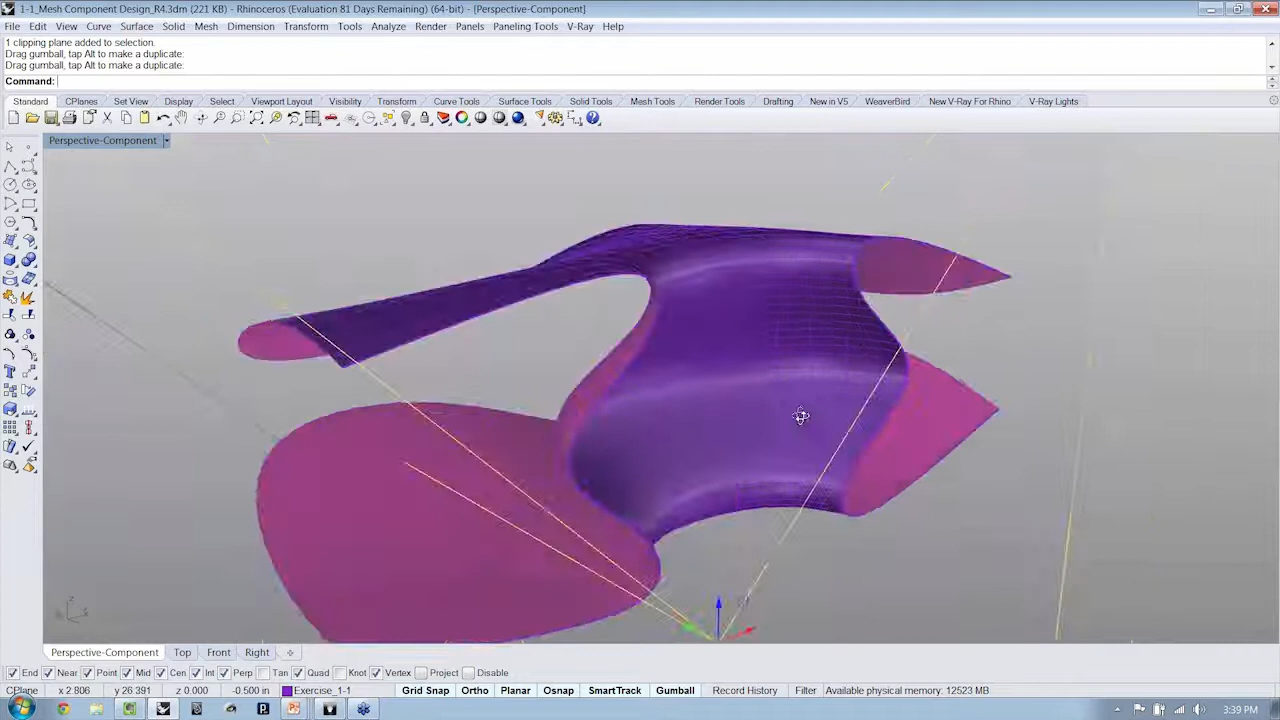 1-1_Mesh Component Design_R4.3dm (221 KB) - Rhinoceros (Evaluation 81 Days Remaining) (64-bit) - [Perspective-Component]
File Edit View Curve Surface Solid Mesh Dimension Transform Tools Analyze Render Panels Paneling Tools V-Ray Help
1 clipping plane added to selection.
Drag gumball, tap Alt to make a duplicate:
Drag gumball, tap Alt to make a duplicate:
Command:
Standard CPlanes Set View Display Select Viewport Layout Visibility Transform Curve Tools Surface Tools Solid Tools Mesh Tools Render Tools Drafting New in V5 WeaverBird New V-Ray For Rhino V-Ray Lights
Perspective-Component
z
x
Perspective-Component Top Front Right
End Near Point Mid Cen Int Perp Tan Quad Knot Vertex Project Disable
CPlane x 2.806 y 26.391 z 0.000 -0.500 in Exercise_1-1 Grid Snap Ortho Planar Osnap SmartTrack Gumball Record History Filter Available physical memory: 12523 MB
3:39 PM